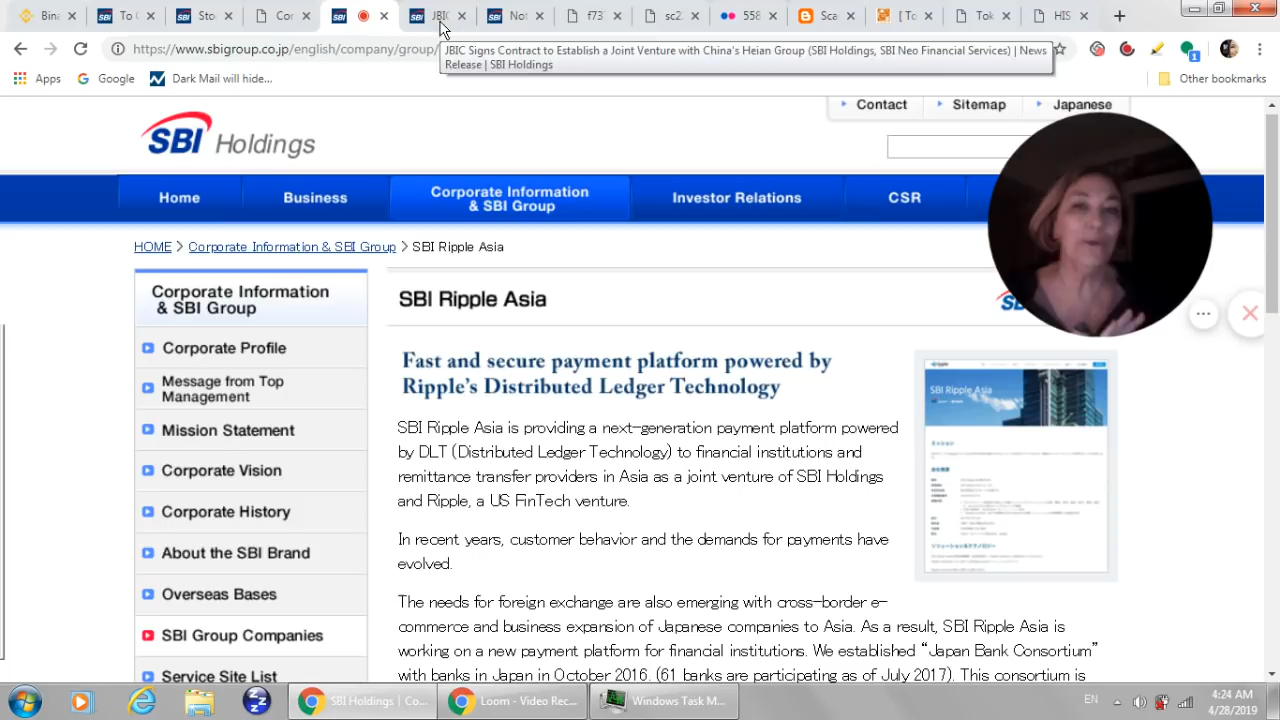 Bin
To C
Sto
Co
JBIC
Not
f73
sc2
558
Sca
[ To
Tok
HIS
https://www.sbigroup.co.jp/english/company/group/
JBIC Signs Contract to Establish a Joint Venture with China's Heian Group (SBI Holdings, SBI Neo Financial Services) | News
Release | SBI Holdings
Apps
Google
Dark Mail will hide...
Other bookmarks
Contact
Sitemap
Japanese
SBI Holdings
Home
Business
Corporate Information
& SBI Group
Investor Relations
CSR
HOME > Corporate Information & SBI Group > SBI Ripple Asia
Corporate Information
& SBI Group
Corporate Profile
Message from Top
Management
Mission Statement
Corporate Vision
Corporate History
About the SBI Brand
Overseas Bases
SBI Group Companies
Service Site List
SBI Ripple Asia
SBI
Fast and secure payment platform powered by
Ripple's Distributed Ledger Technology
SBI Ripple Asia is providing a next-generation payment platform powered
by DLT (Distributed Ledger Technology) to financial institutions and
remittance transfer providers in Asia as a joint venture of SBI Holdings
and Ripple, a US FinTech venture.
In recent years, customer behavior and the demands for payments have
evolved.
The needs for foreign exchange are also emerging with cross-border e-
commerce and business expansion of Japanese companies to Asia. As a result, SBI Ripple Asia is
working on a new payment platform for financial institutions. We established “Japan Bank Consortium”
with banks in Japan in October 2016. (61 banks are participating as of July 2017). This consortium is
SBI Ripple Asia
SBI Holdings | Co...
Loom - Video Rec...
Windows Task M...
EN
4:24 AM
4/28/2019